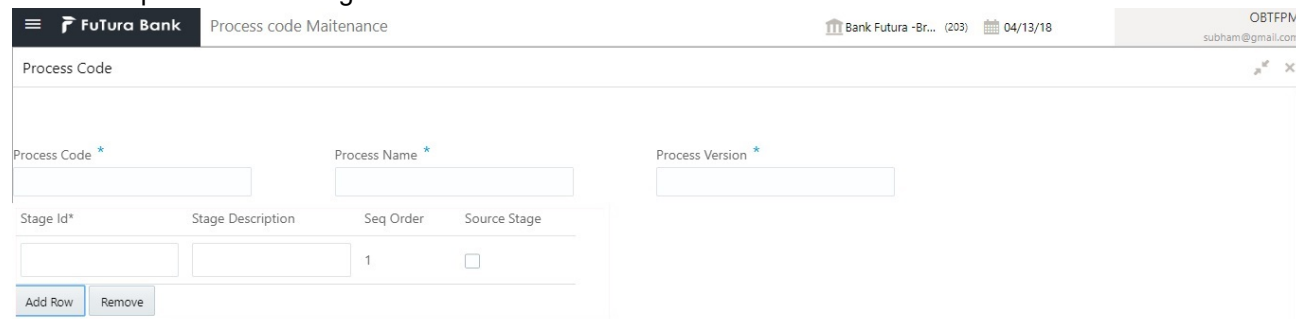 FuTura Bank Process code Maitenance Bank Futura -Br... (203) 04/13/18 OBTFPM
subham@gmail.com
Process Code
Process Code * Process Name * Process Version *
Stage Id* Stage Description Seq Order Source Stage
1
Add Row Remove